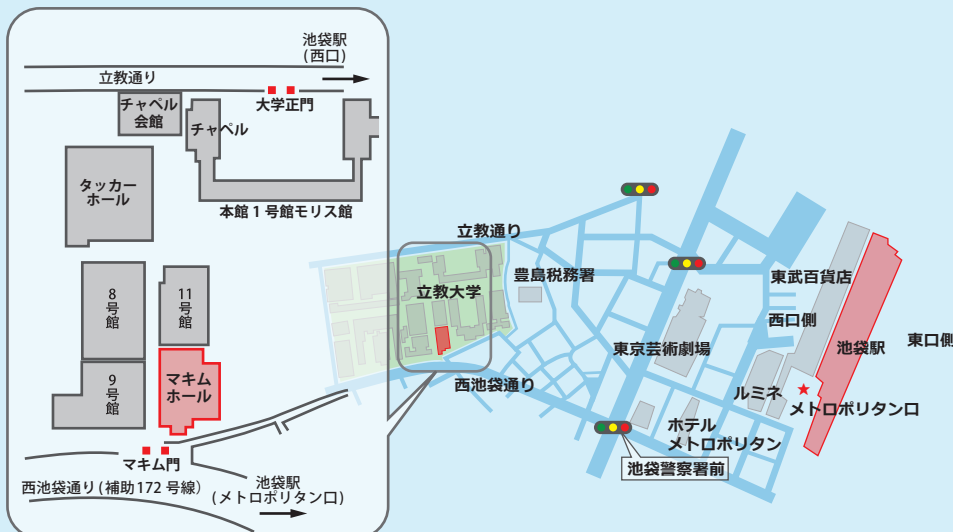 池袋駅
(西口)
立教通り
大学正門
チャペル
会館
チャペル
タッカー
ホール
本館1号館モリス館
8号館
11号館
9号館
マキム
ホール
マキム門
西池袋通り(補助172号線)
池袋駅
(メトロポリタン口)
立教通り
立教大学
豊島税務署
西池袋通り
東京芸術劇場
東武百貨店
西口側
池袋駅
東口側
ルミネ
メトロポリタン口
ホテル
メトロポリタン
池袋警察署前